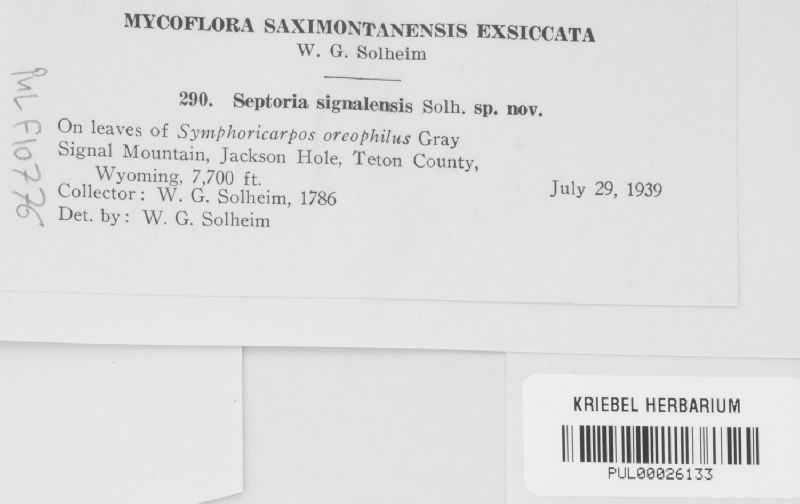 MYCOFLORA SAXIMONTANENSIS EXSICCATA
W. G. Solheim
290. Septoria signalensis Solh. sp. nov.
On leaves of Symphoricarpos oreophilus Gray
Signal Mountain, Jackson Hole, Teton County,
Wyoming, 7,700 ft.
July 29, 1939
Collector: W. G. Solheim, 1786
Det. by: W. G. Solheim
PUL F10776
KRIEBEL HERBARIUM
PUL00026133